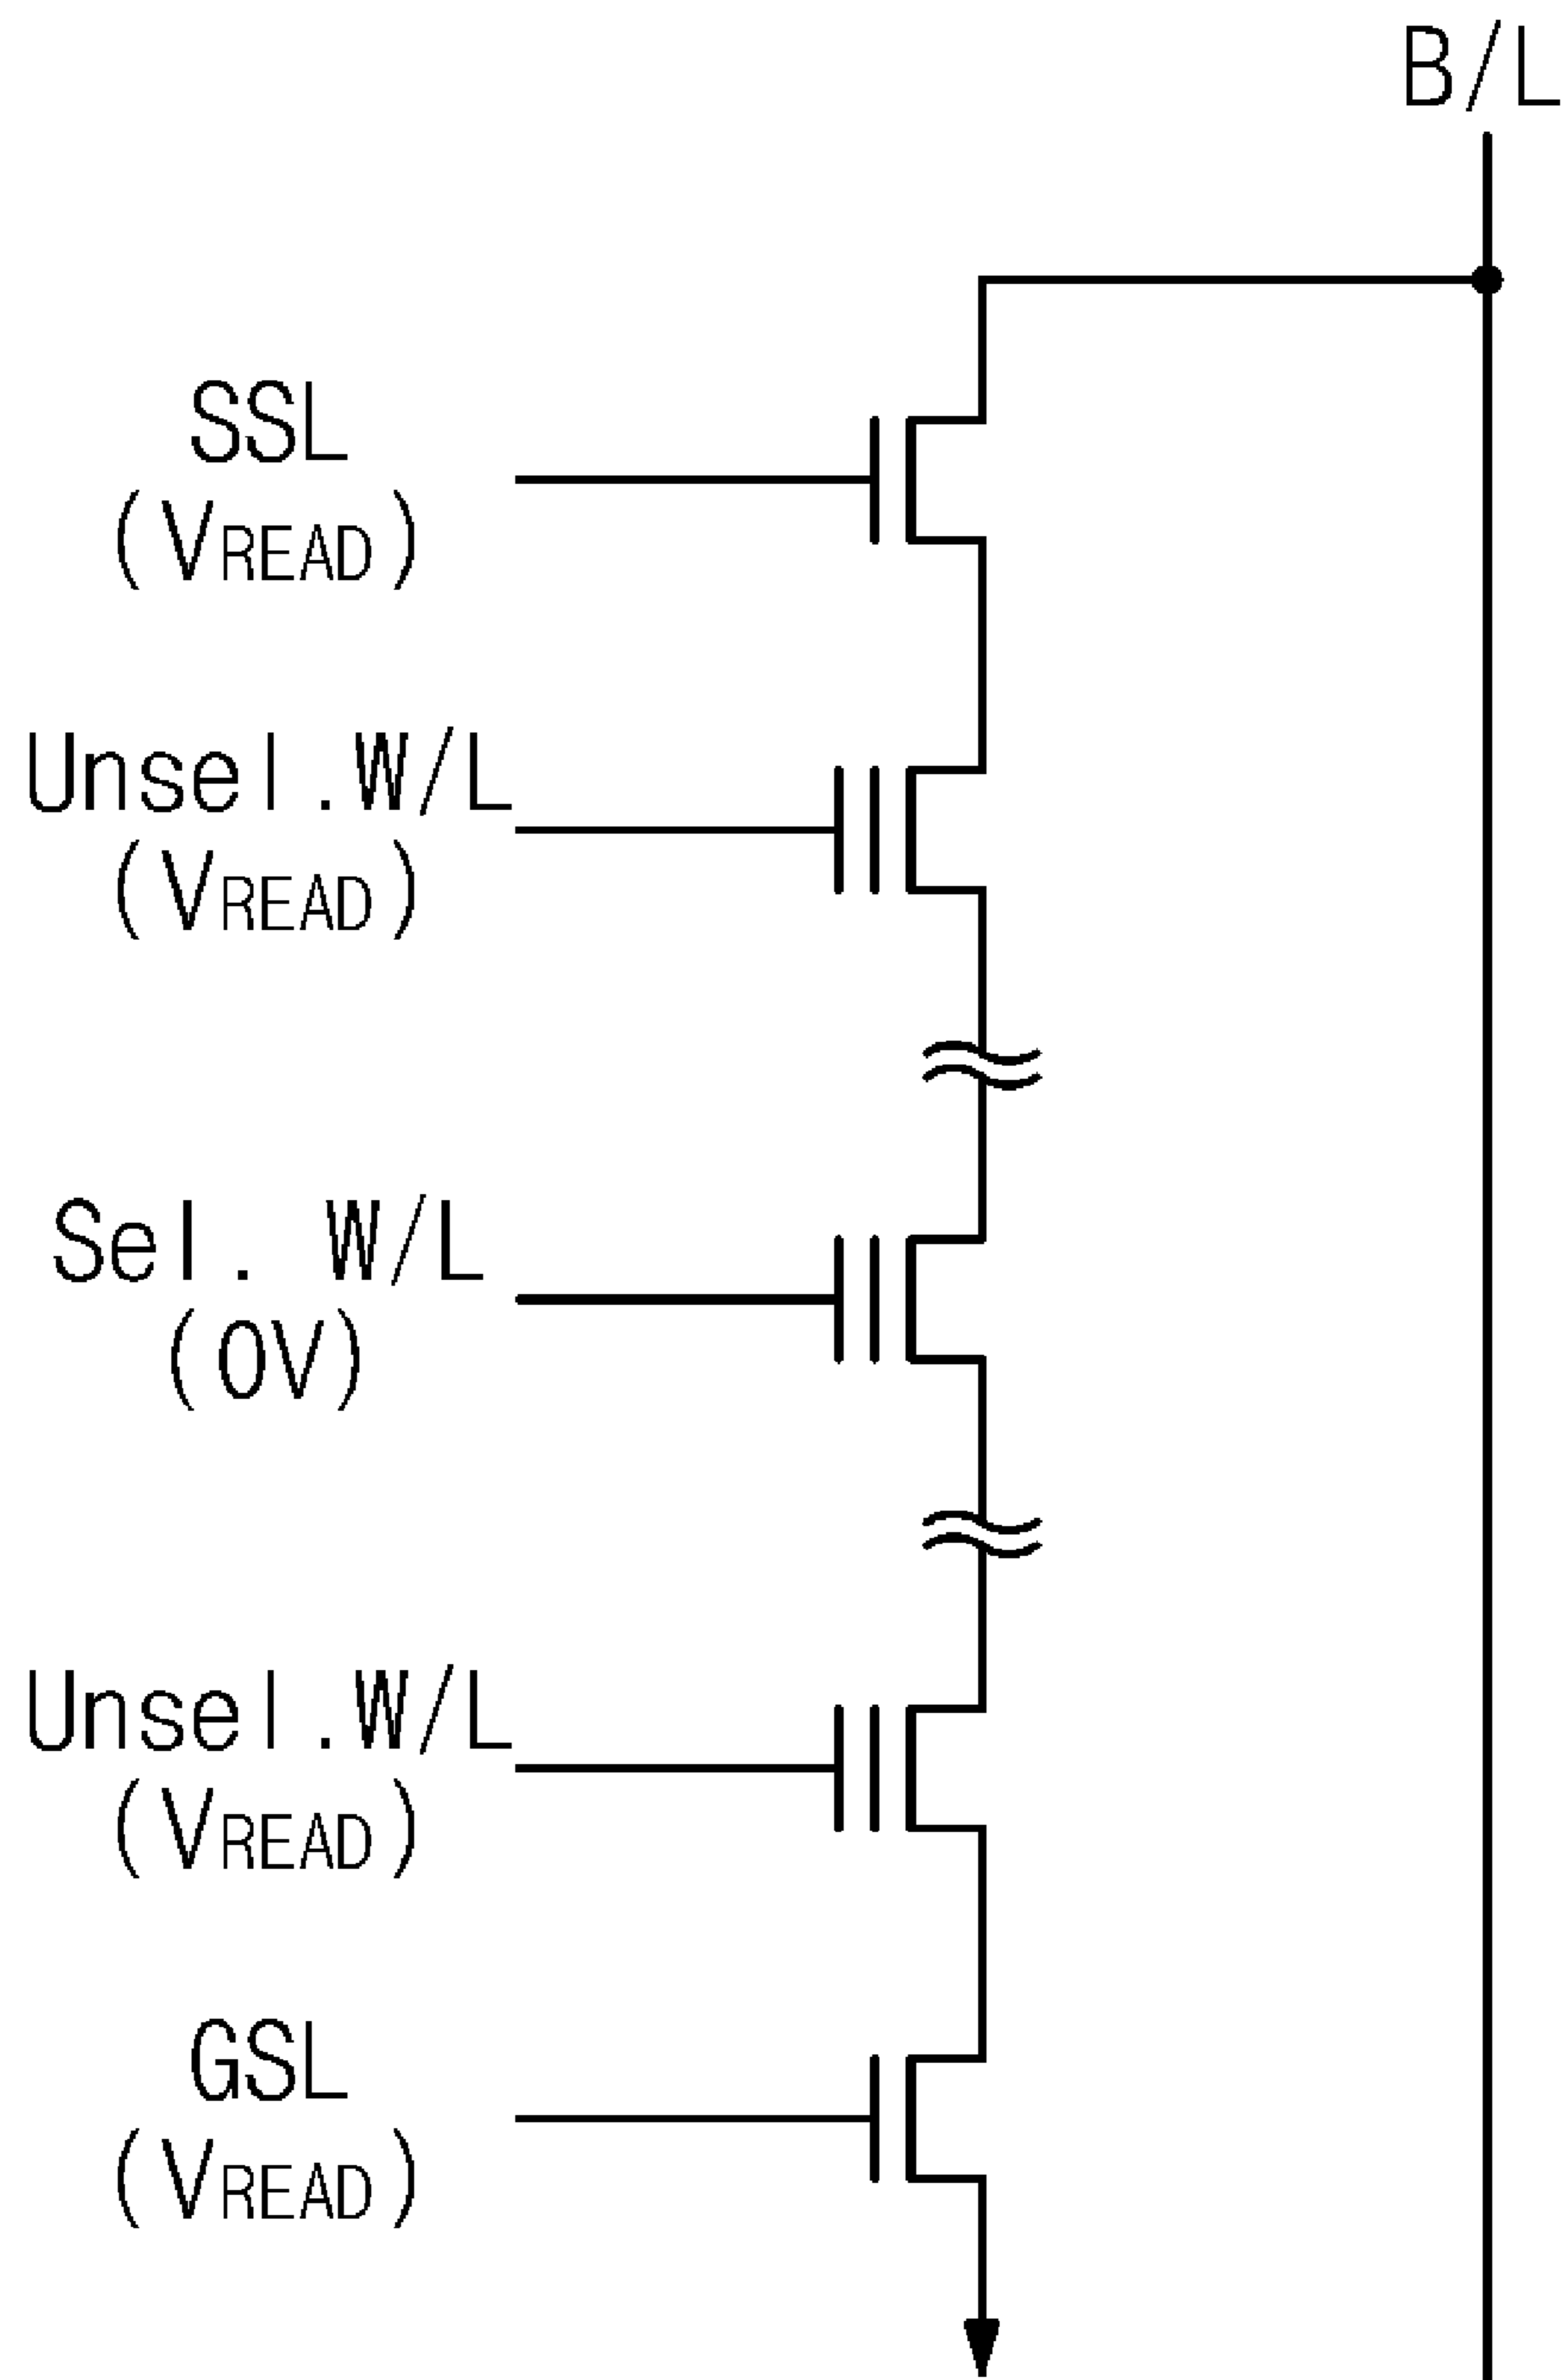 B/L
SSL
(VREAD)
Unsel.W/L
(VREAD)
Sel. W/L
(0V)
Unsel.W/L
(VREAD)
GSL
(VREAD)